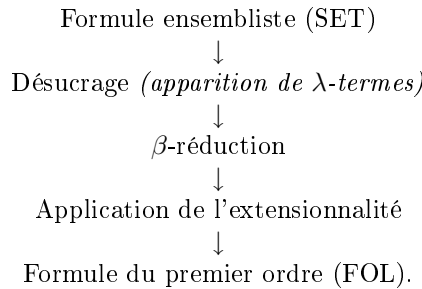 Formule ensembliste (SET)
↓
Désucrage (apparition de λ-termes)
↓
β-réduction
↓
Application de l'extensionnalité
↓
Formule du premier ordre (FOL).